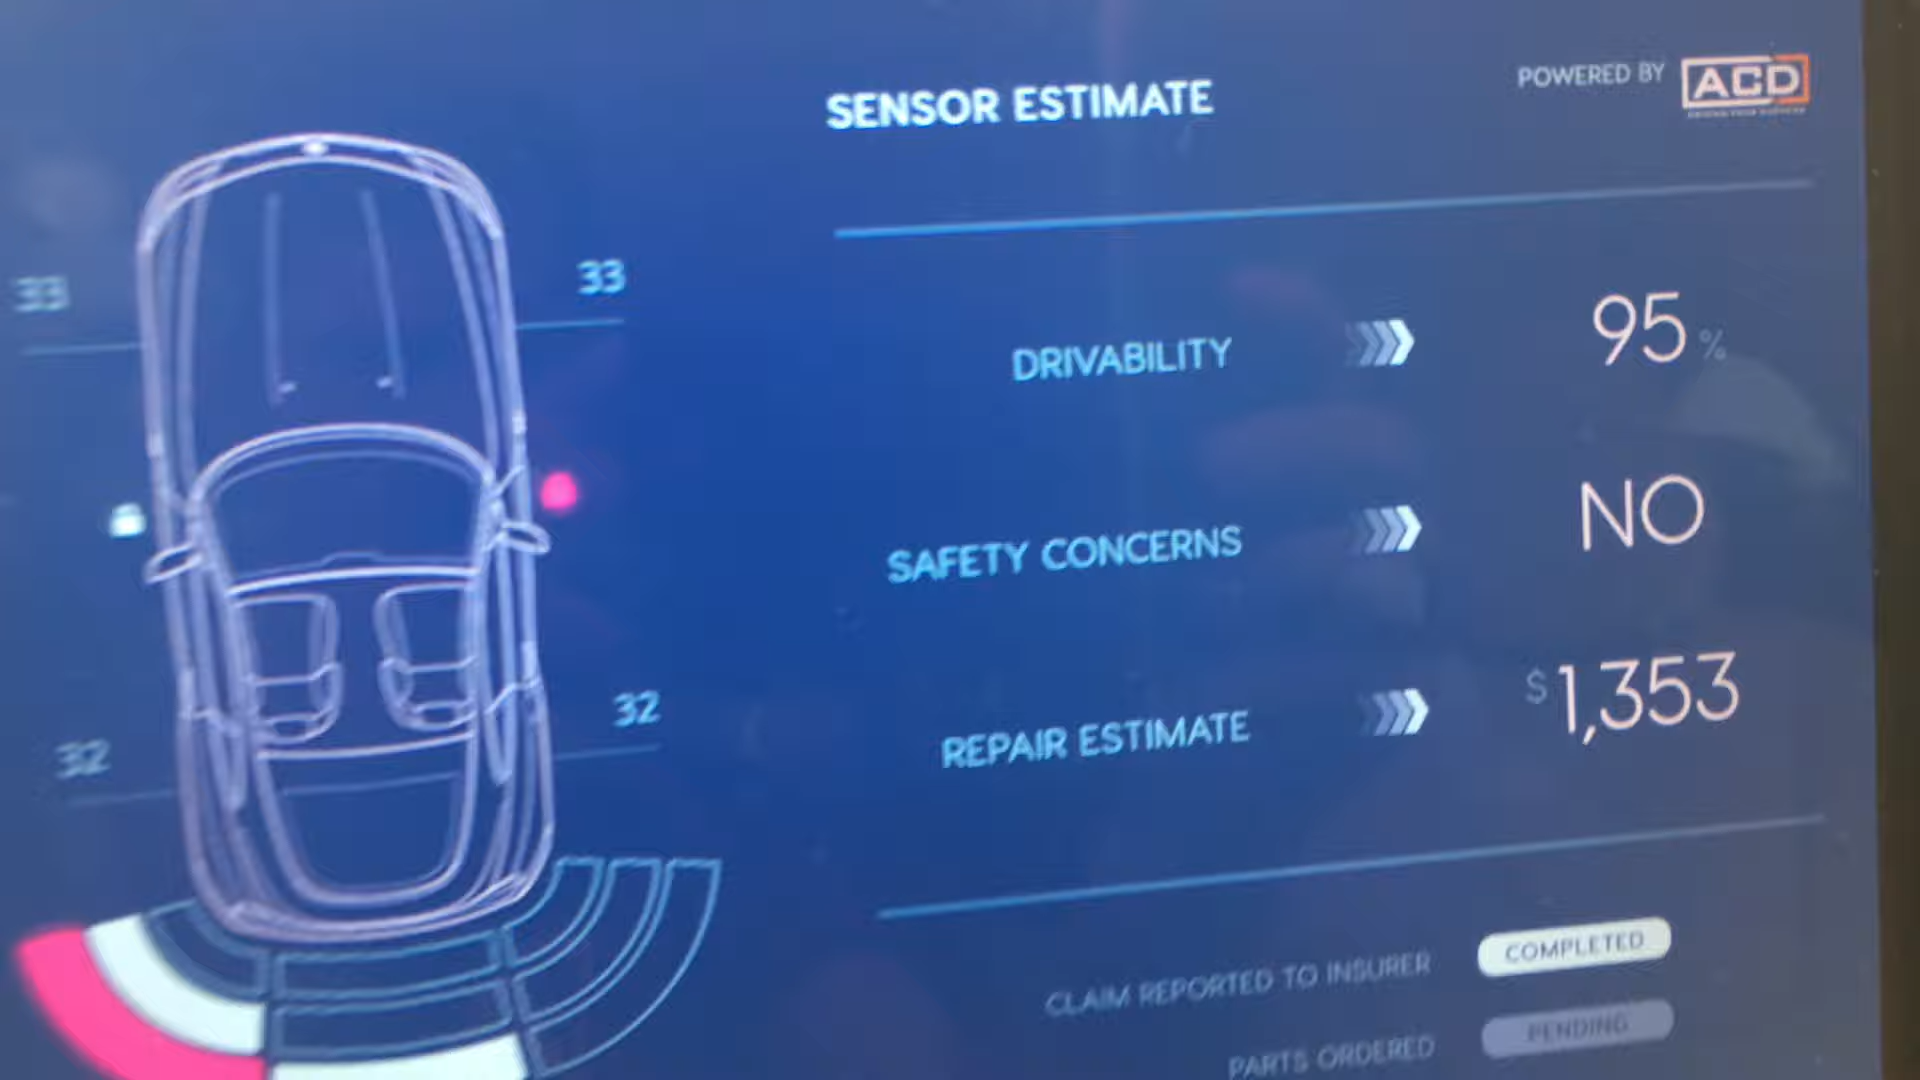 POWERED BY ACD
SENSOR ESTIMATE
33
33
DRIVABILITY
95 %
SAFETY CONCERNS
NO
32
32
REPAIR ESTIMATE
$1,353
CLAIM REPORTED TO INSURER
COMPLETED
PARTS ORDERED
PENDING